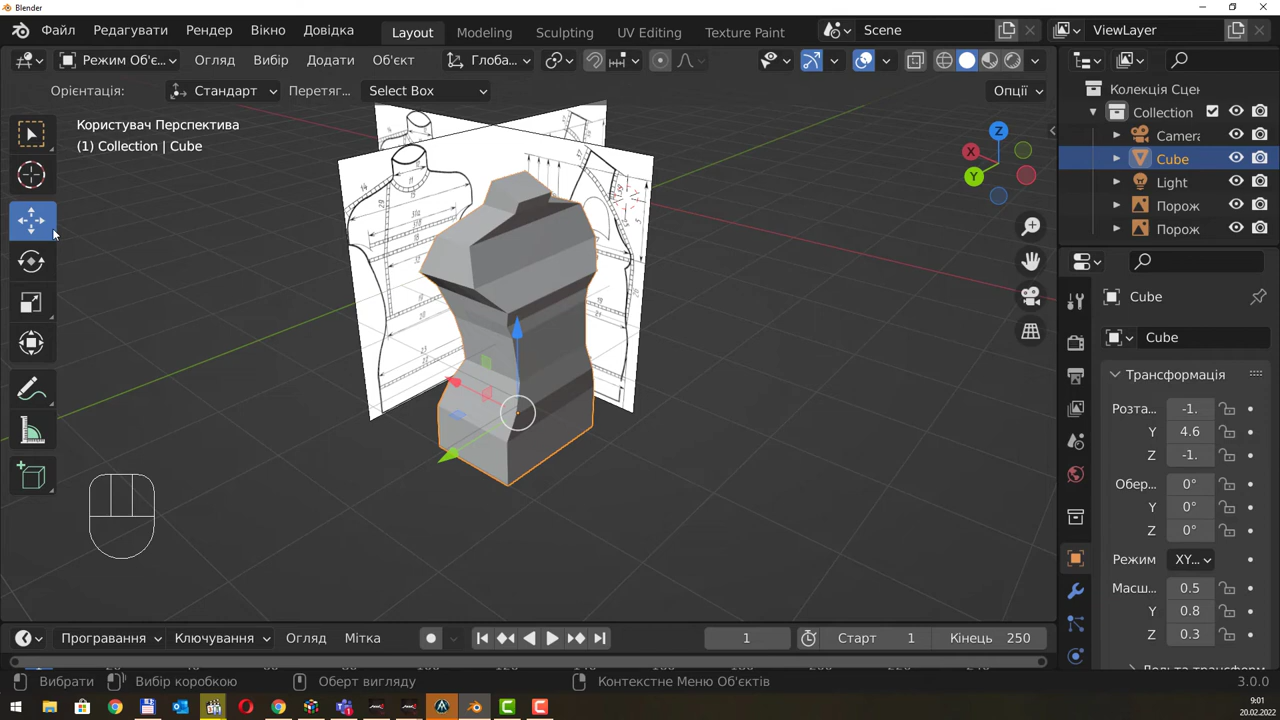 Blender
Файл Редагувати Рендер Вікно Довідка Layout Modeling Sculpting UV Editing Texture Paint Scene ViewLayer
Режим Об'є... Огляд Вибір Додати Об'єкт Глоба...
Орієнтація: Стандарт Перетяг... Select Box Опції
Користувач Перспектива
(1) Collection | Cube
Z
X
Y
Колекція Сце
Collection
Camera
Cube
Light
Порож
Порож
Cube
Cube
Трансформація
Розта... -1.
Y 4.6
Z -1.
Обер... 0°
Y 0°
Z 0°
Режим XY...
Масш... 0.5
Y 0.8
Z 0.3
Програвання Ключування Огляд Мітка 1 Старт 1 Кінець 250
Вибрати Вибір коробкою Оберт вигляду Контекстне Меню Об'єктів 3.0.0
9:01
20.02.2022